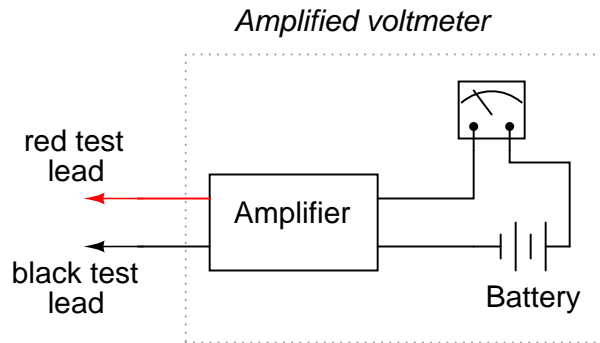 Amplified voltmeter
red test
lead
Amplifier
black test
lead
Battery